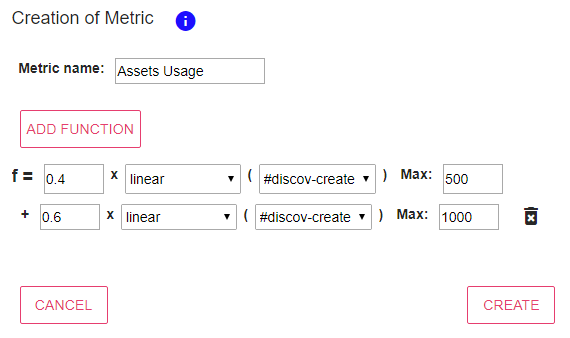 Creation of Metric i
Metric name: Assets Usage
ADD FUNCTION
f = 0.4 x linear ( #discov-create ) Max: 500
+ 0.6 x linear ( #discov-create ) Max: 1000
CANCEL CREATE